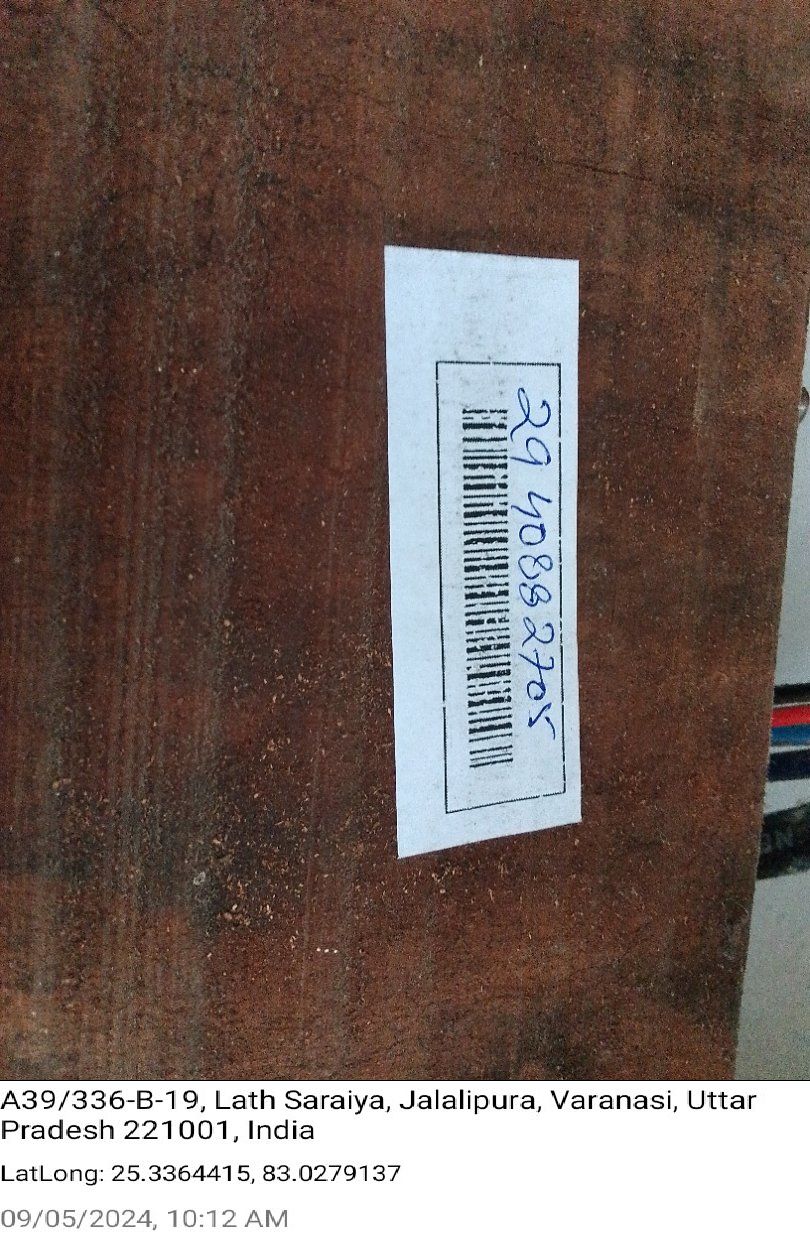 29 40882705
A39/336-B-19, Lath Saraiya, Jalalipura, Varanasi, Uttar
Pradesh 221001, India
LatLong: 25.3364415, 83.0279137
09/05/2024, 10:12 AM